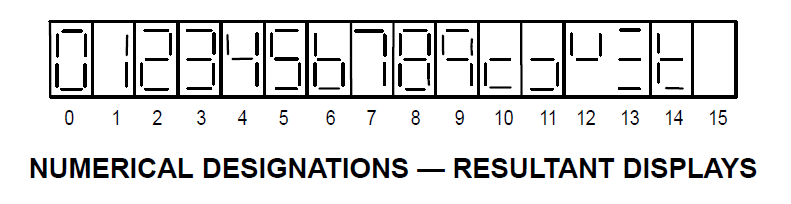 0 1 2 3 4 5 6 7 8 9
0 1 2 3 4 5 6 7 8 9 10 11 12 13 14 15
NUMERICAL DESIGNATIONS — RESULTANT DISPLAYS